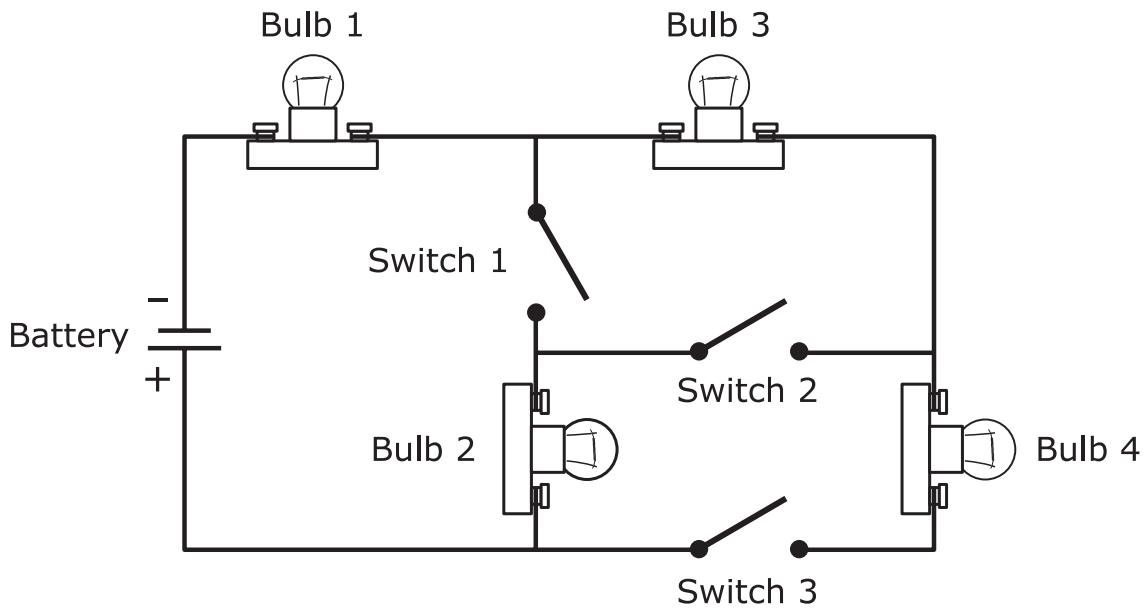 Bulb 1
Bulb 3
Switch 1
−
Battery
+
Switch 2
Bulb 2
Bulb 4
Switch 3